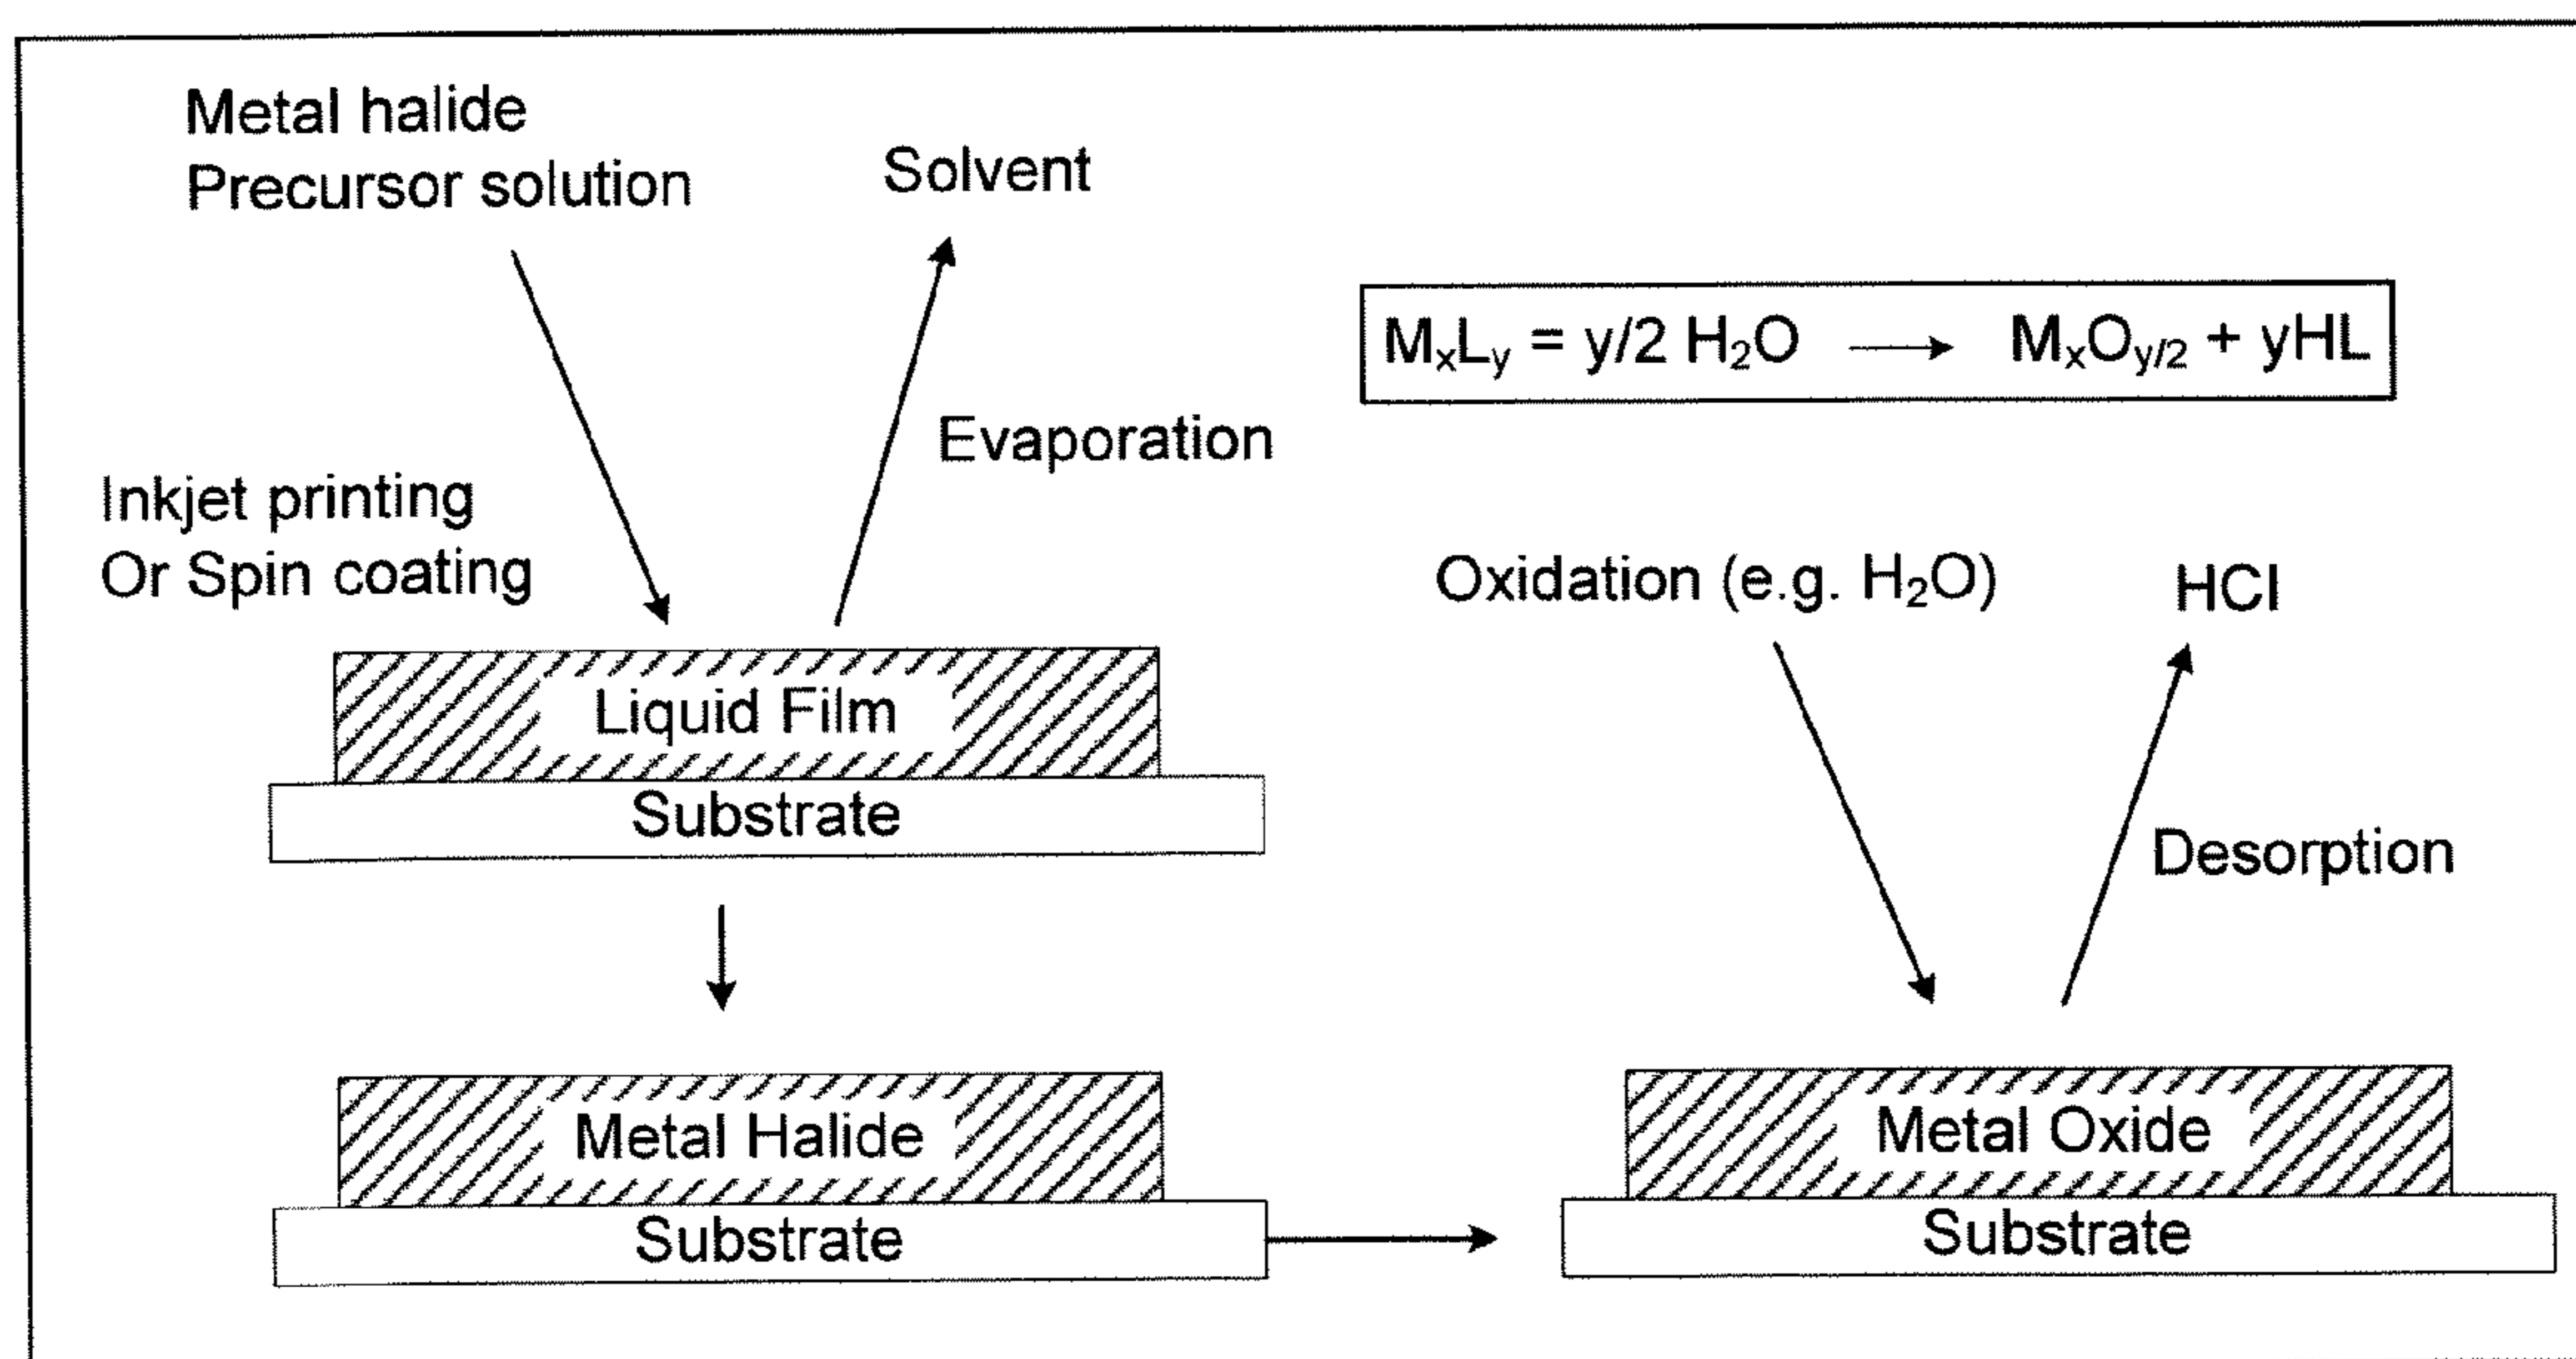 Metal halide
Precursor solution
Solvent
MₓLᵧ = y/2 H₂O ⟶ MₓOy/2 + yHL
Evaporation
Inkjet printing
Or Spin coating
Oxidation (e.g. H₂O)
HCl
Liquid Film
Substrate
Desorption
Metal Halide
Substrate
Metal Oxide
Substrate